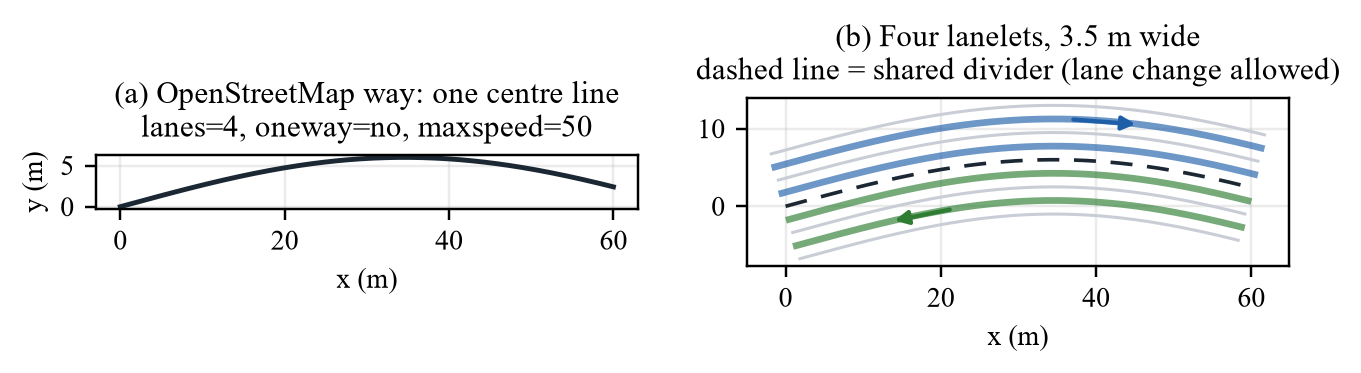 (a) OpenStreetMap way: one centre line
lanes=4, oneway=no, maxspeed=50
y (m)
5
0
0 20 40 60
x (m)
(b) Four lanelets, 3.5 m wide
dashed line = shared divider (lane change allowed)
10
0
0 20 40 60
x (m)